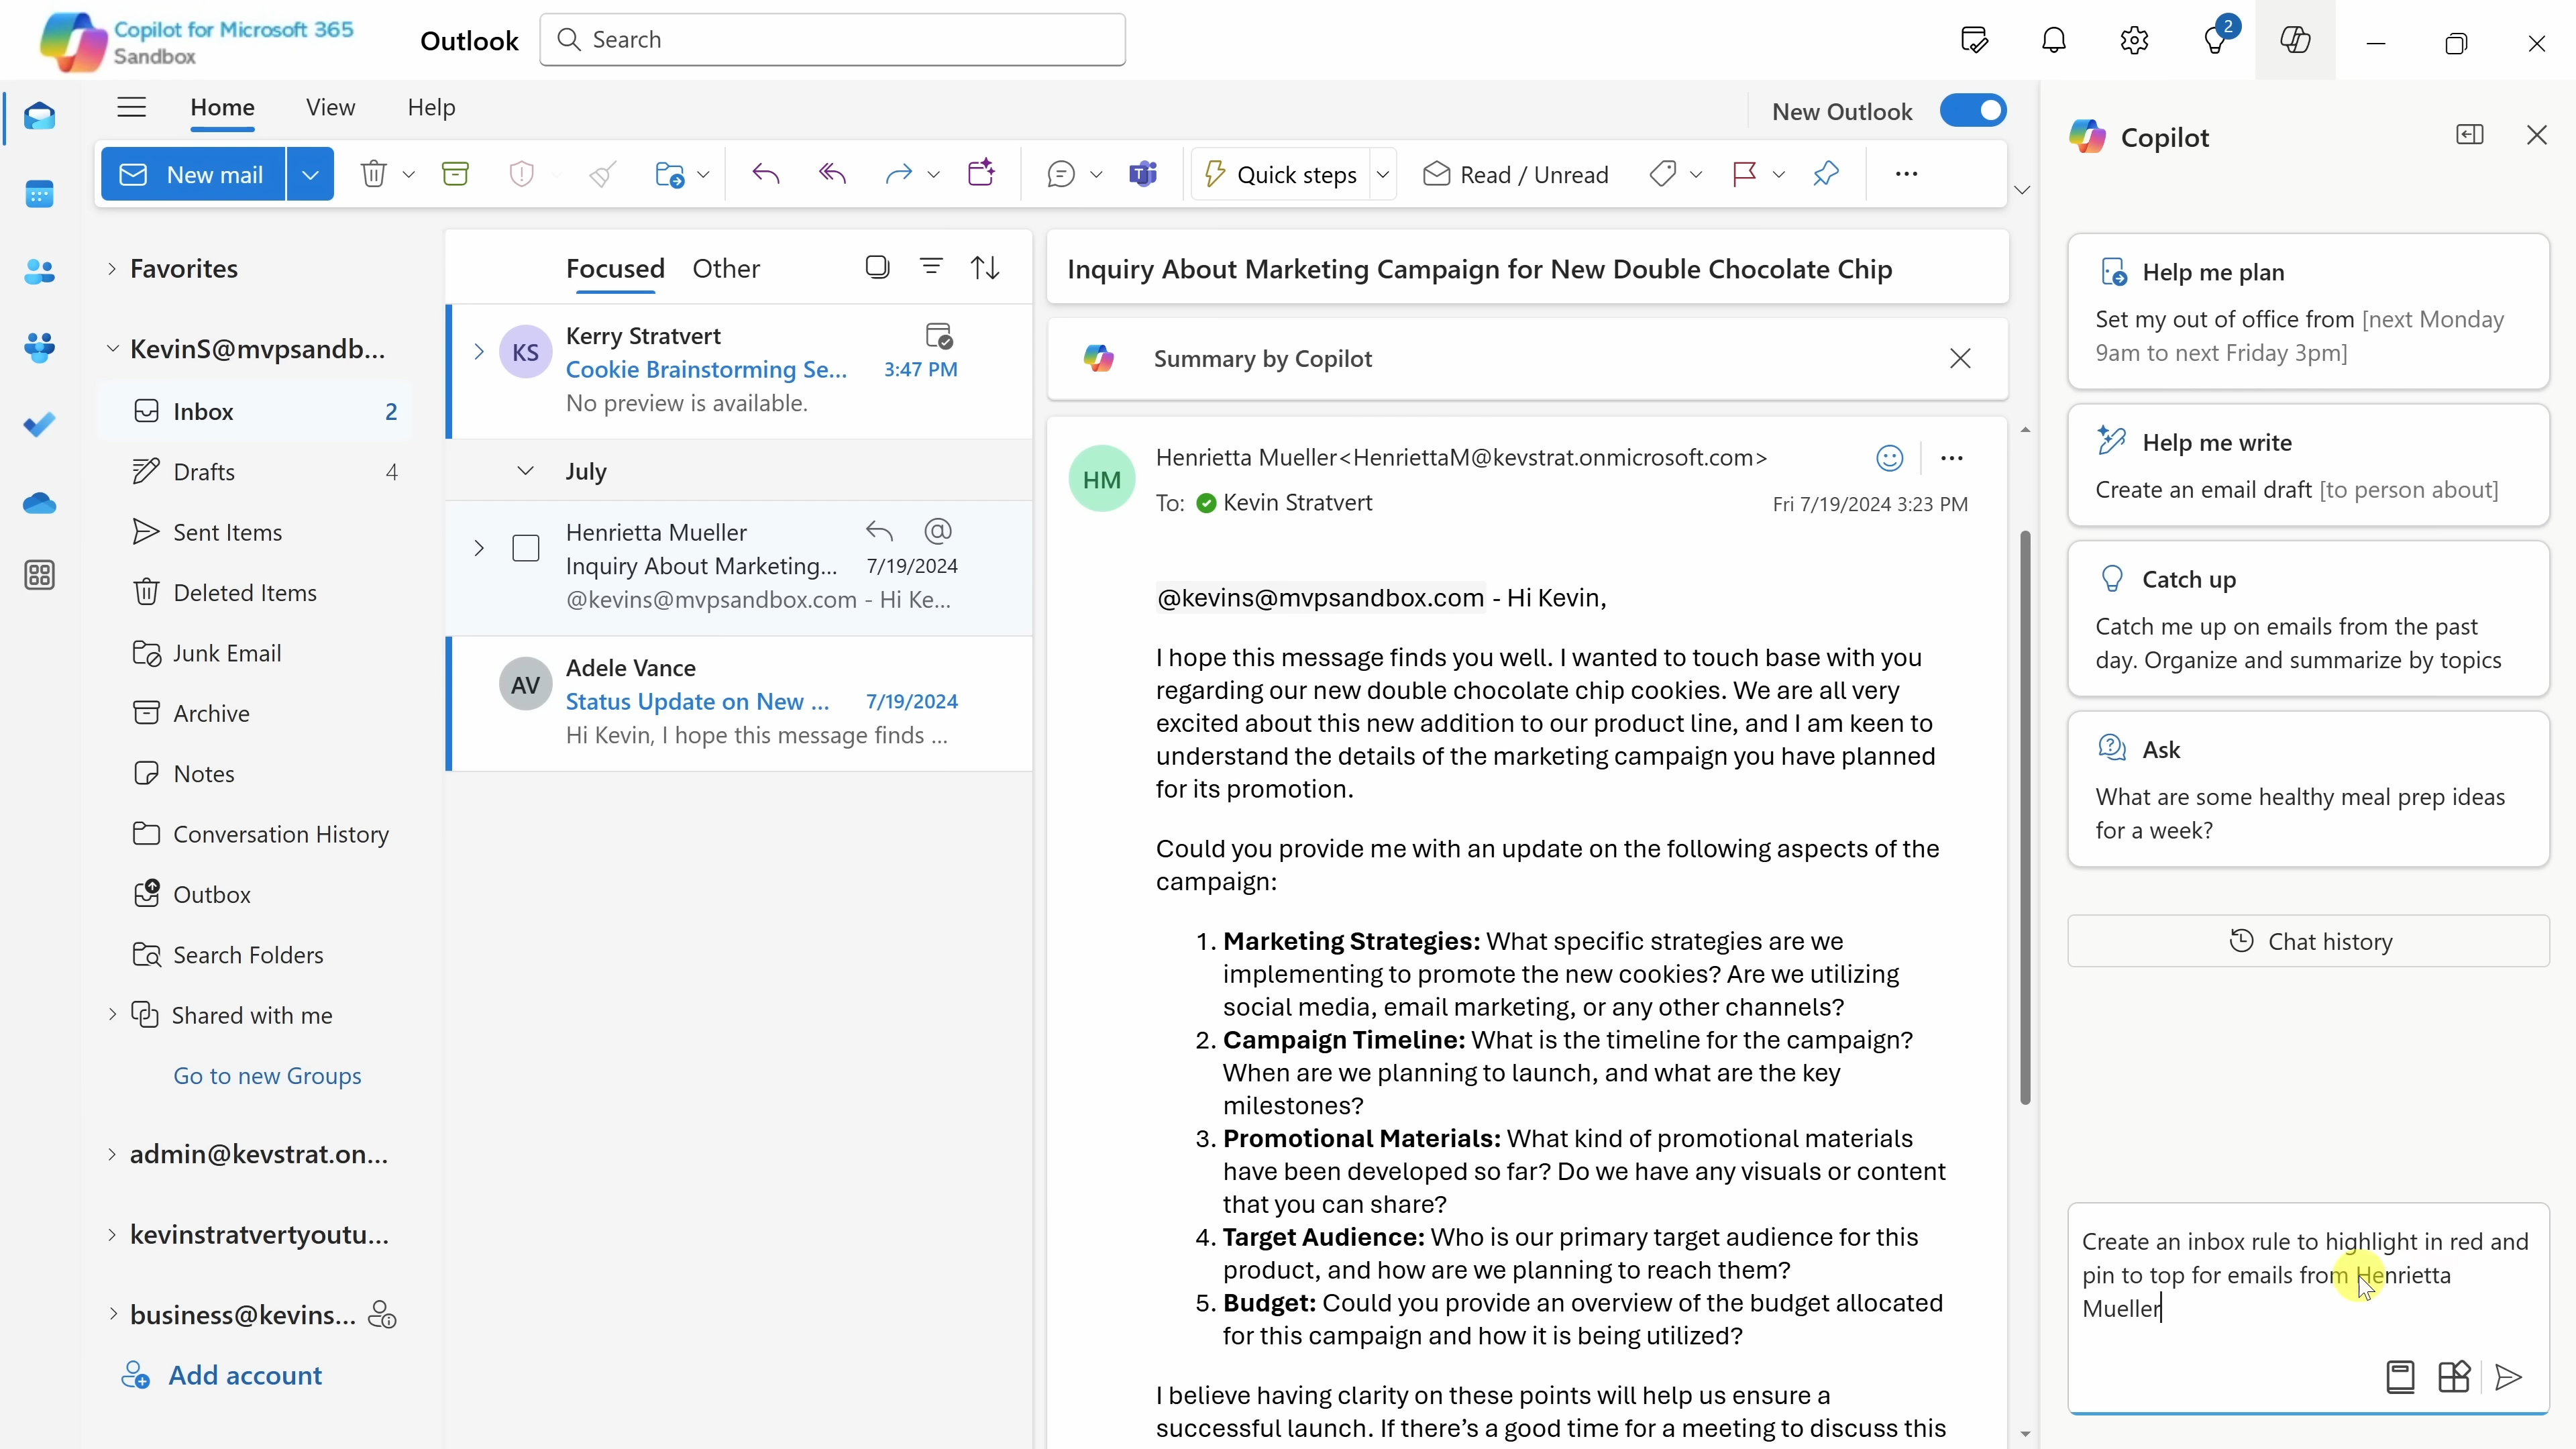 Copilot for Microsoft 365
Sandbox
Outlook
Search
2
Home
View
Help
New Outlook
New mail
Quick steps
Read / Unread
Favorites
KevinS@mvpsandb...
Inbox
2
Drafts
4
Sent Items
Deleted Items
Junk Email
Archive
Notes
Conversation History
Outbox
Search Folders
Shared with me
Go to new Groups
admin@kevstrat.on...
kevinstratvertyoutu...
business@kevins...
Add account
Focused
Other
KS
Kerry Stratvert
Cookie Brainstorming Se...
3:47 PM
No preview is available.
July
Henrietta Mueller
Inquiry About Marketing...
7/19/2024
@kevins@mvpsandbox.com - Hi Ke...
AV
Adele Vance
Status Update on New ...
7/19/2024
Hi Kevin, I hope this message finds ...
Inquiry About Marketing Campaign for New Double Chocolate Chip
Summary by Copilot
HM
Henrietta Mueller<HenriettaM@kevstrat.onmicrosoft.com>
To: Kevin Stratvert
Fri 7/19/2024 3:23 PM
@kevins@mvpsandbox.com - Hi Kevin,
I hope this message finds you well. I wanted to touch base with you
regarding our new double chocolate chip cookies. We are all very
excited about this new addition to our product line, and I am keen to
understand the details of the marketing campaign you have planned
for its promotion.
Could you provide me with an update on the following aspects of the
campaign:
1. Marketing Strategies: What specific strategies are we
implementing to promote the new cookies? Are we utilizing
social media, email marketing, or any other channels?
2. Campaign Timeline: What is the timeline for the campaign?
When are we planning to launch, and what are the key
milestones?
3. Promotional Materials: What kind of promotional materials
have been developed so far? Do we have any visuals or content
that you can share?
4. Target Audience: Who is our primary target audience for this
product, and how are we planning to reach them?
5. Budget: Could you provide an overview of the budget allocated
for this campaign and how it is being utilized?
I believe having clarity on these points will help us ensure a
successful launch. If there's a good time for a meeting to discuss this
Copilot
Help me plan
Set my out of office from [next Monday
9am to next Friday 3pm]
Help me write
Create an email draft [to person about]
Catch up
Catch me up on emails from the past
day. Organize and summarize by topics
Ask
What are some healthy meal prep ideas
for a week?
Chat history
Create an inbox rule to highlight in red and
pin to top for emails from Henrietta
Mueller